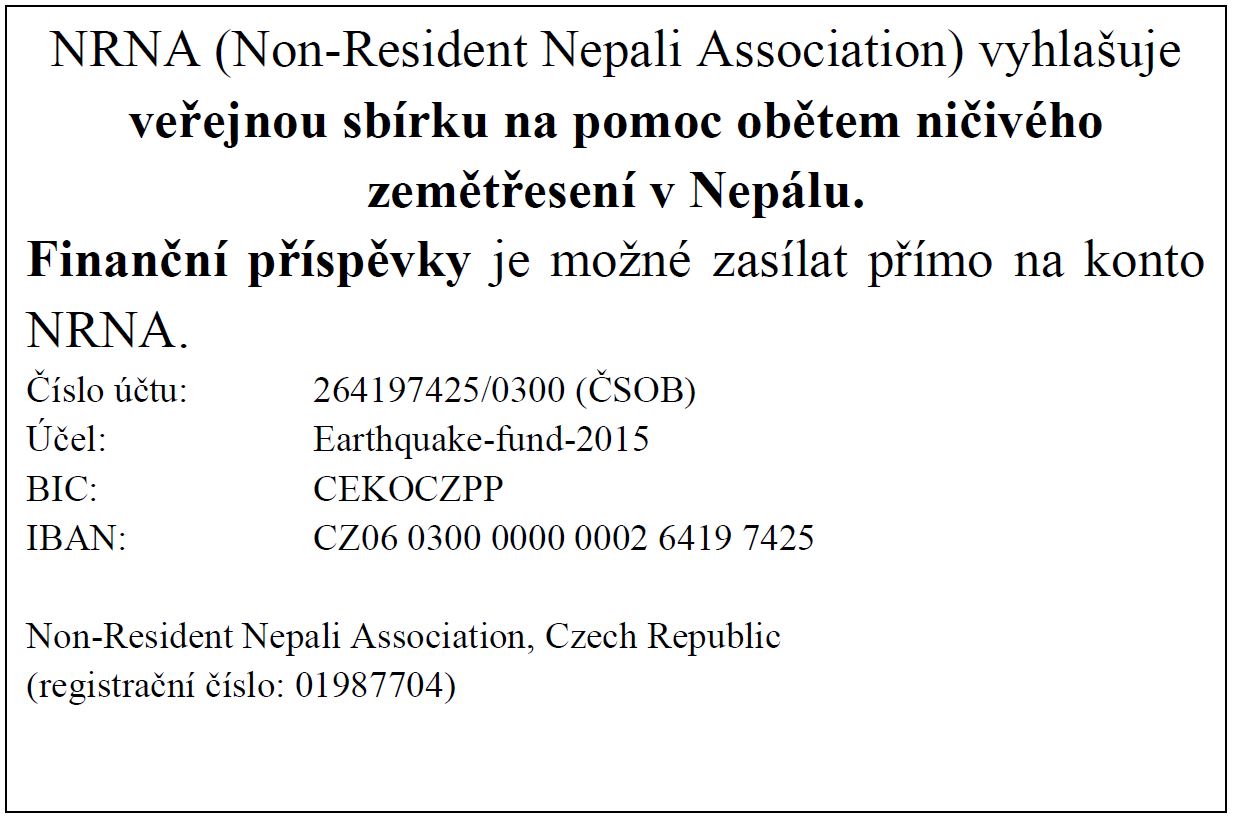 NRNA (Non-Resident Nepali Association) vyhlašuje
veřejnou sbírku na pomoc obětem ničivého
zemětřesení v Nepálu.
Finanční příspěvky je možné zasílat přímo na konto
NRNA.
Číslo účtu: 264197425/0300 (ČSOB)
Účel: Earthquake-fund-2015
BIC: CEKOCZPP
IBAN: CZ06 0300 0000 0002 6419 7425
Non-Resident Nepali Association, Czech Republic
(registrační číslo: 01987704)